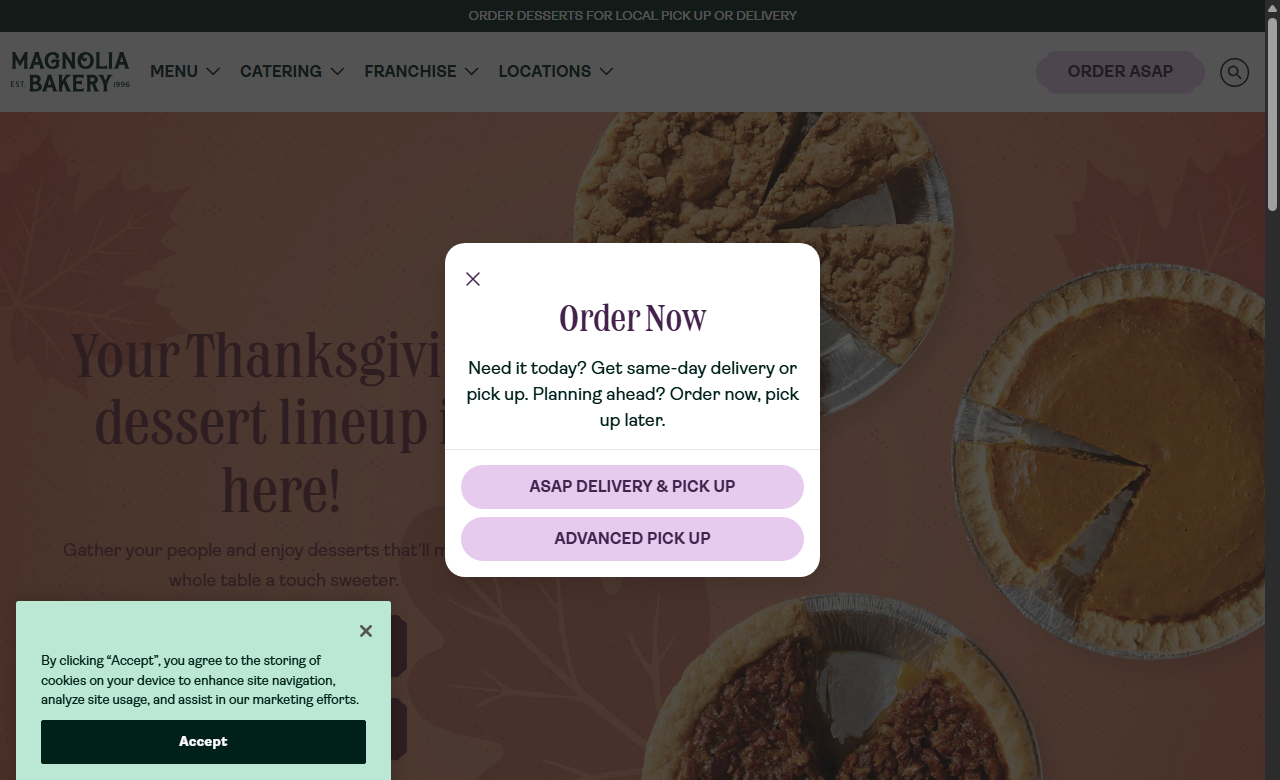 ORDER DESSERTS FOR LOCAL PICK UP OR DELIVERY
MAGNOLIA
EST. BAKERY 1996
MENU
CATERING
FRANCHISE
LOCATIONS
ORDER ASAP
Your
dessert lineup
here!
Gather your people and enjoy desserts that'll
whole table a touch sweeter.
Order Now
Need it today? Get same-day delivery or
pick up. Planning ahead? Order now, pick
up later.
ASAP DELIVERY & PICK UP
ADVANCED PICK UP
By clicking “Accept”, you agree to the storing of
cookies on your device to enhance site navigation,
analyze site usage, and assist in our marketing efforts.
Accept